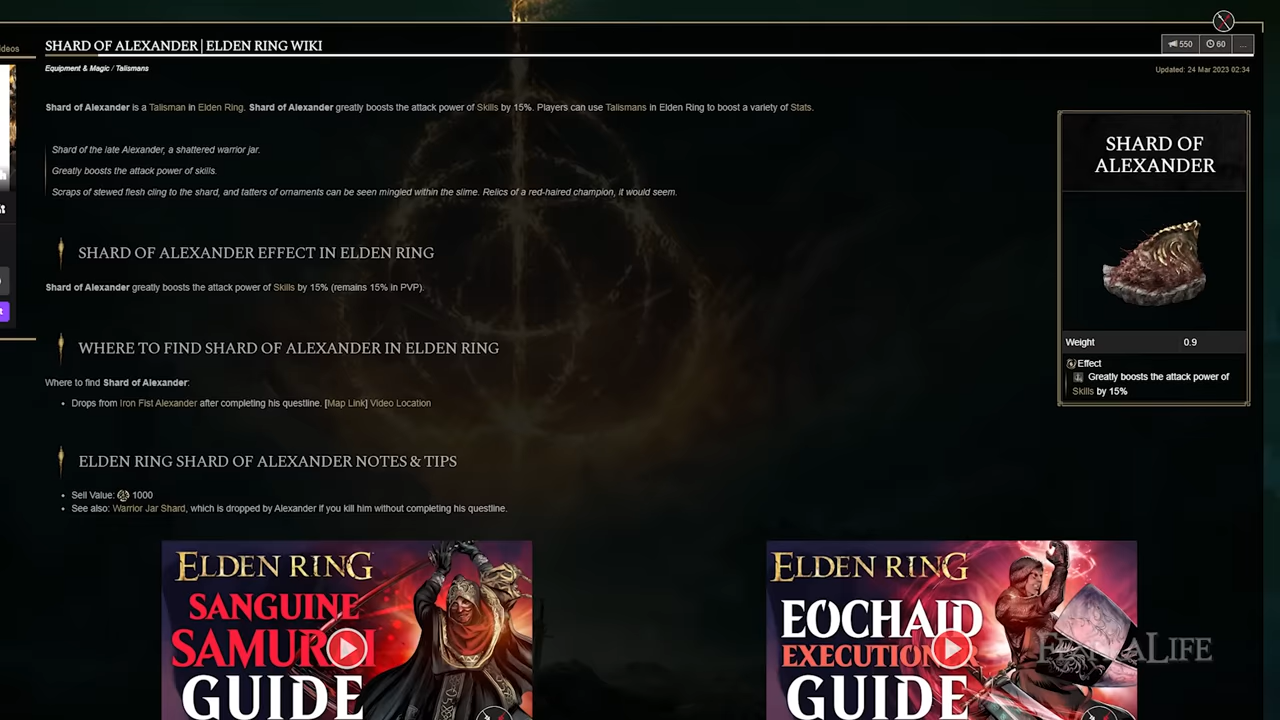 ideos
SHARD OF ALEXANDER | ELDEN RING WIKI
550
60
...
Equipment & Magic / Talismans
Updated: 24 Mar 2023 02:34
Shard of Alexander is a Talisman in Elden Ring. Shard of Alexander greatly boosts the attack power of Skills by 15%. Players can use Talismans in Elden Ring to boost a variety of Stats.
Shard of the late Alexander, a shattered warrior jar.
Greatly boosts the attack power of skills.
Scraps of stewed flesh cling to the shard, and tatters of ornaments can be seen mingled within the slime. Relics of a red-haired champion, it would seem.
SHARD OF ALEXANDER EFFECT IN ELDEN RING
Shard of Alexander greatly boosts the attack power of Skills by 15% (remains 15% in PVP).
WHERE TO FIND SHARD OF ALEXANDER IN ELDEN RING
Where to find Shard of Alexander:
• Drops from Iron Fist Alexander after completing his questline. [Map Link] Video Location
ELDEN RING SHARD OF ALEXANDER NOTES & TIPS
• Sell Value: 1000
• See also: Warrior Jar Shard, which is dropped by Alexander if you kill him without completing his questline.
SHARD OF
ALEXANDER
Weight 0.9
Effect
Greatly boosts the attack power of
Skills by 15%
ELDEN RING
SANGUINE
SAMURAI
GUIDE
ELDEN RING
EOCHAID
EXECUTIONER
GUIDE